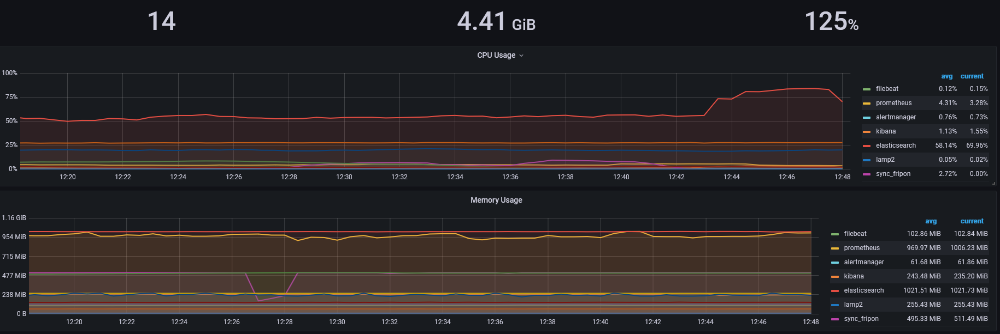 14 4.41 GiB 125%
CPU Usage
avg current
100%
75%
50%
25%
0%
12:20 12:22 12:24 12:26 12:28 12:30 12:32 12:34 12:36 12:38 12:40 12:42 12:44 12:46 12:48
filebeat 0.12% 0.15%
prometheus 4.31% 3.28%
alertmanager 0.76% 0.73%
kibana 1.13% 1.55%
elasticsearch 58.14% 69.96%
lamp2 0.05% 0.02%
sync_fripon 2.72% 0.00%
Memory Usage
avg current
1.16 GiB
954 MiB
715 MiB
477 MiB
238 MiB
0 B
12:20 12:22 12:24 12:26 12:28 12:30 12:32 12:34 12:36 12:38 12:40 12:42 12:44 12:46 12:48
filebeat 102.86 MiB 102.84 MiB
prometheus 969.97 MiB 1006.23 MiB
alertmanager 61.68 MiB 61.86 MiB
kibana 243.48 MiB 235.20 MiB
elasticsearch 1021.51 MiB 1021.73 MiB
lamp2 255.43 MiB 255.43 MiB
sync_fripon 495.33 MiB 511.49 MiB